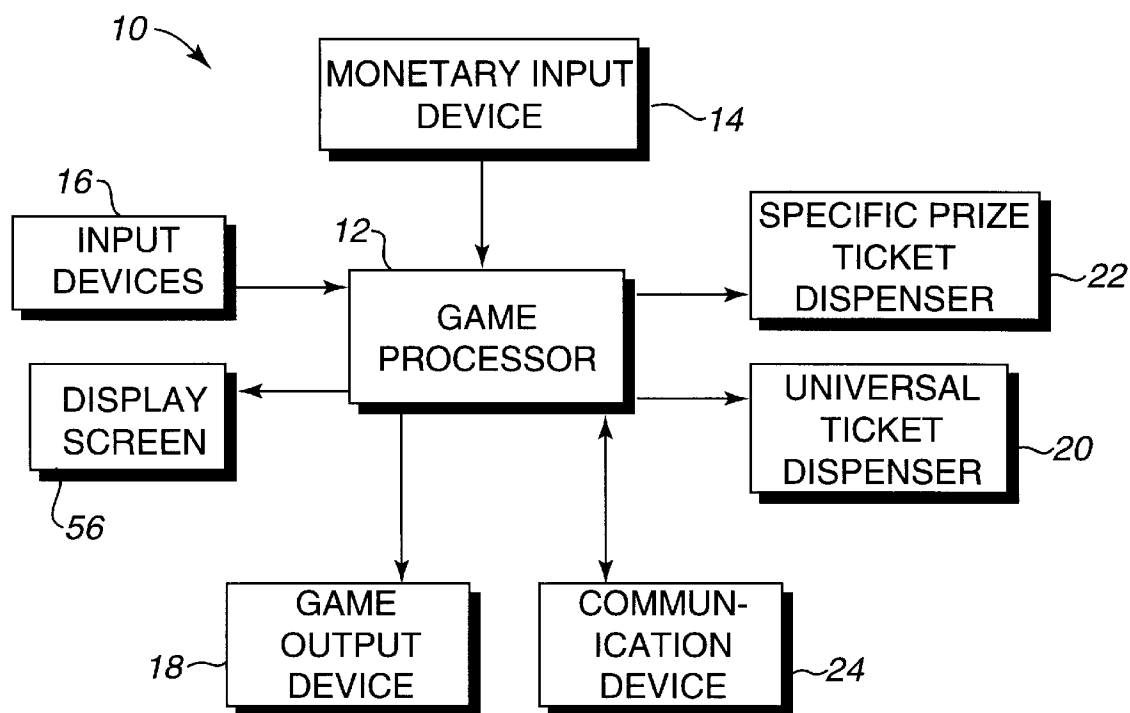 10
MONETARY INPUT
DEVICE
14
16
INPUT
DEVICES
12
GAME
PROCESSOR
SPECIFIC PRIZE
TICKET
DISPENSER
22
DISPLAY
SCREEN
56
UNIVERSAL
TICKET
DISPENSER
20
GAME
OUTPUT
DEVICE
18
COMMUN-
ICATION
DEVICE
24